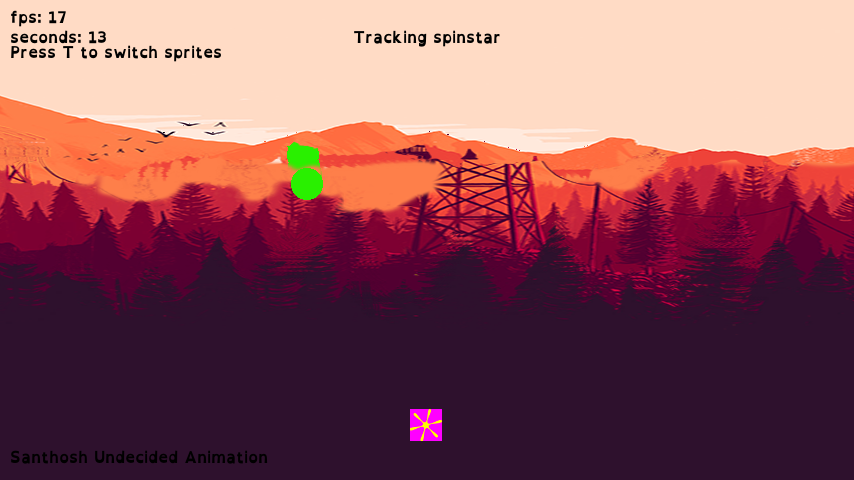 fps: 17
seconds: 13
Tracking spinstar
Press T to switch sprites
Santhosh Undecided Animation